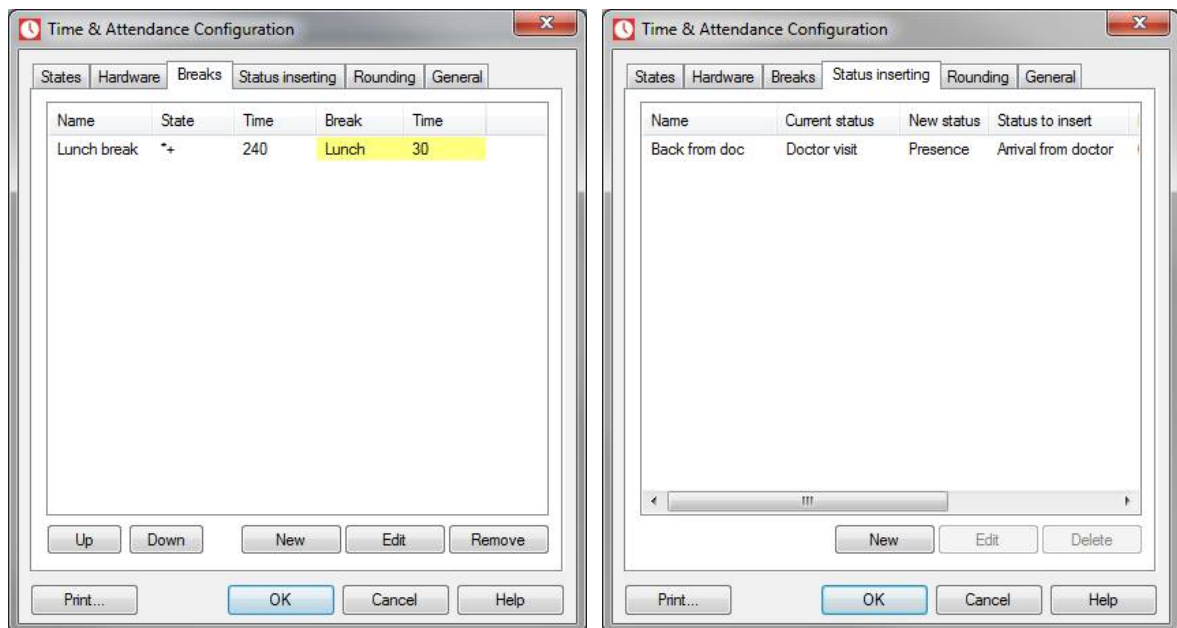 Time & Attendance Configuration
States Hardware Breaks Status inserting Rounding General
Name State Time Break Time
Lunch break *+ 240 Lunch 30
Up Down New Edit Remove
Print... OK Cancel Help
Time & Attendance Configuration
States Hardware Breaks Status inserting Rounding General
Name Current status New status Status to insert
Back from doc Doctor visit Presence Arrival from doctor
New Edit Delete
Print... OK Cancel Help